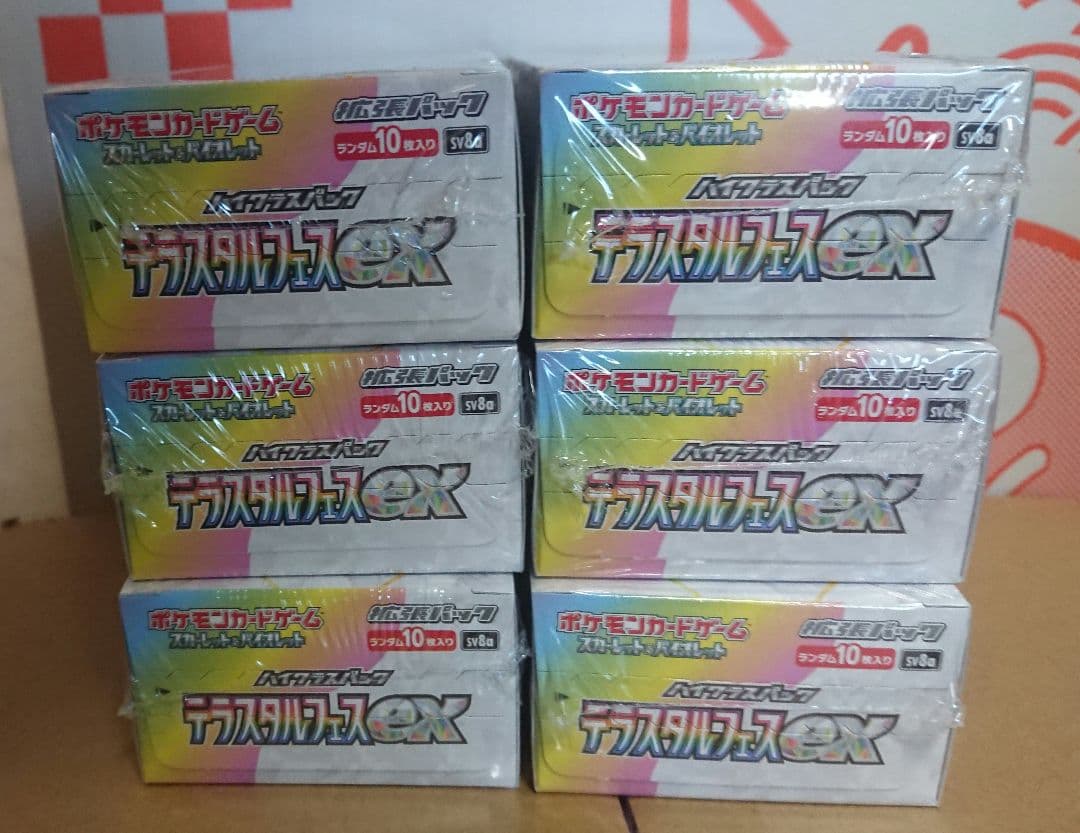 ポケモンカードゲーム
スカーレット&バイオレット
拡張パック
ランダム10枚入り sv8a
ハイクラスパック
テラスタルフェスex
ポケモンカードゲーム
スカーレット&バイオレット
拡張パック
ランダム10枚入り sv8a
ハイクラスパック
テラスタルフェスex
ポケモンカードゲーム
スカーレット&バイオレット
拡張パック
ランダム10枚入り sv8a
ハイクラスパック
テラスタルフェスex
ポケモンカードゲーム
スカーレット&バイオレット
拡張パック
ランダム10枚入り sv8a
ハイクラスパック
テラスタルフェスex
ポケモンカードゲーム
スカーレット&バイオレット
拡張パック
ランダム10枚入り sv8a
ハイクラスパック
テラスタルフェスex
ポケモンカードゲーム
スカーレット&バイオレット
拡張パック
ランダム10枚入り sv8a
ハイクラスパック
テラスタルフェスex